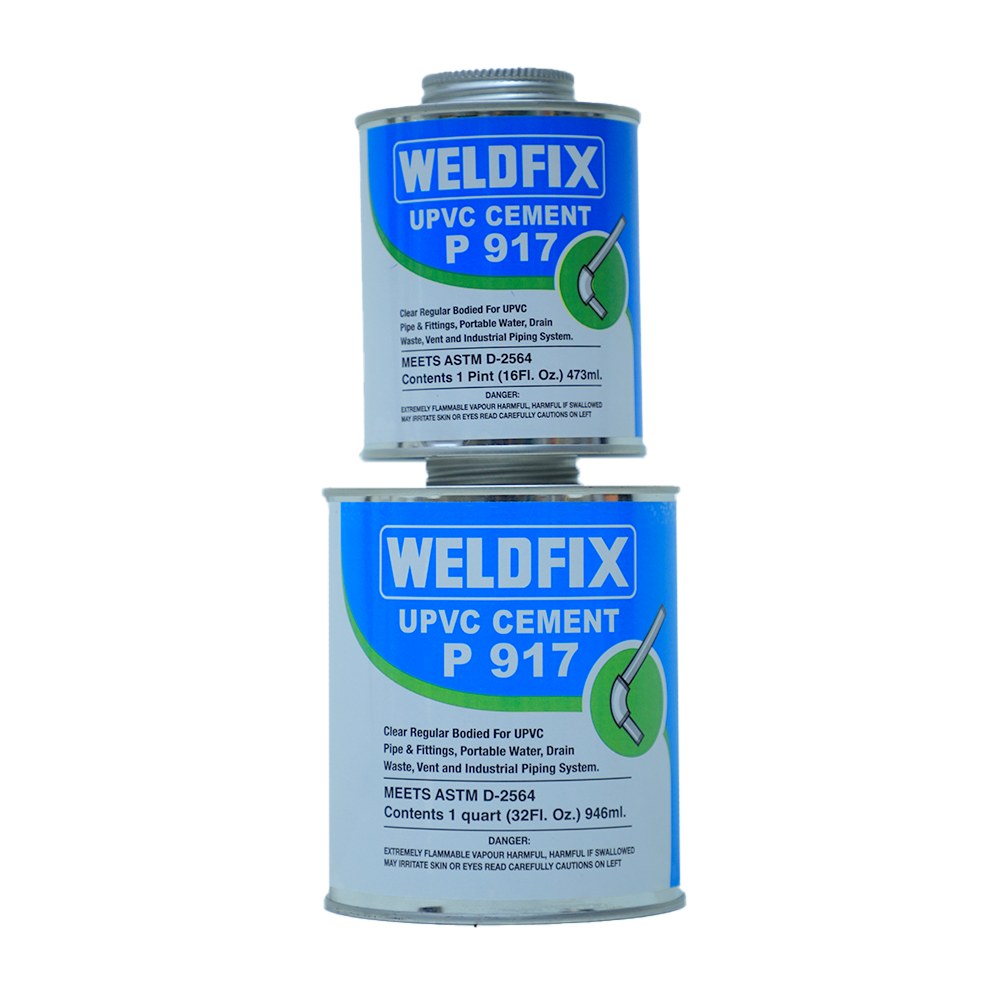 WELDFIX
UPVC CEMENT
P 917
Clear Regular Bodied For UPVC
Pipe & Fittings, Portable Water, Drain
Waste, Vent and Industrial Piping System.
MEETS ASTM D-2564
Contents 1 Pint (16Fl. Oz.) 473ml.
DANGER:
EXTREMELY FLAMMABLE VAPOUR HARMFUL, HARMFUL IF SWALLOWED
MAY IRRITATE SKIN OR EYES READ CAREFULLY CAUTIONS ON LEFT
WELDFIX
UPVC CEMENT
P 917
Clear Regular Bodied For UPVC
Pipe & Fittings, Portable Water, Drain
Waste, Vent and Industrial Piping System.
MEETS ASTM D-2564
Contents 1 quart (32Fl. Oz.) 946ml.
DANGER:
EXTREMELY FLAMMABLE VAPOUR HARMFUL, HARMFUL IF SWALLOWED
MAY IRRITATE SKIN OR EYES READ CAREFULLY CAUTIONS ON LEFT